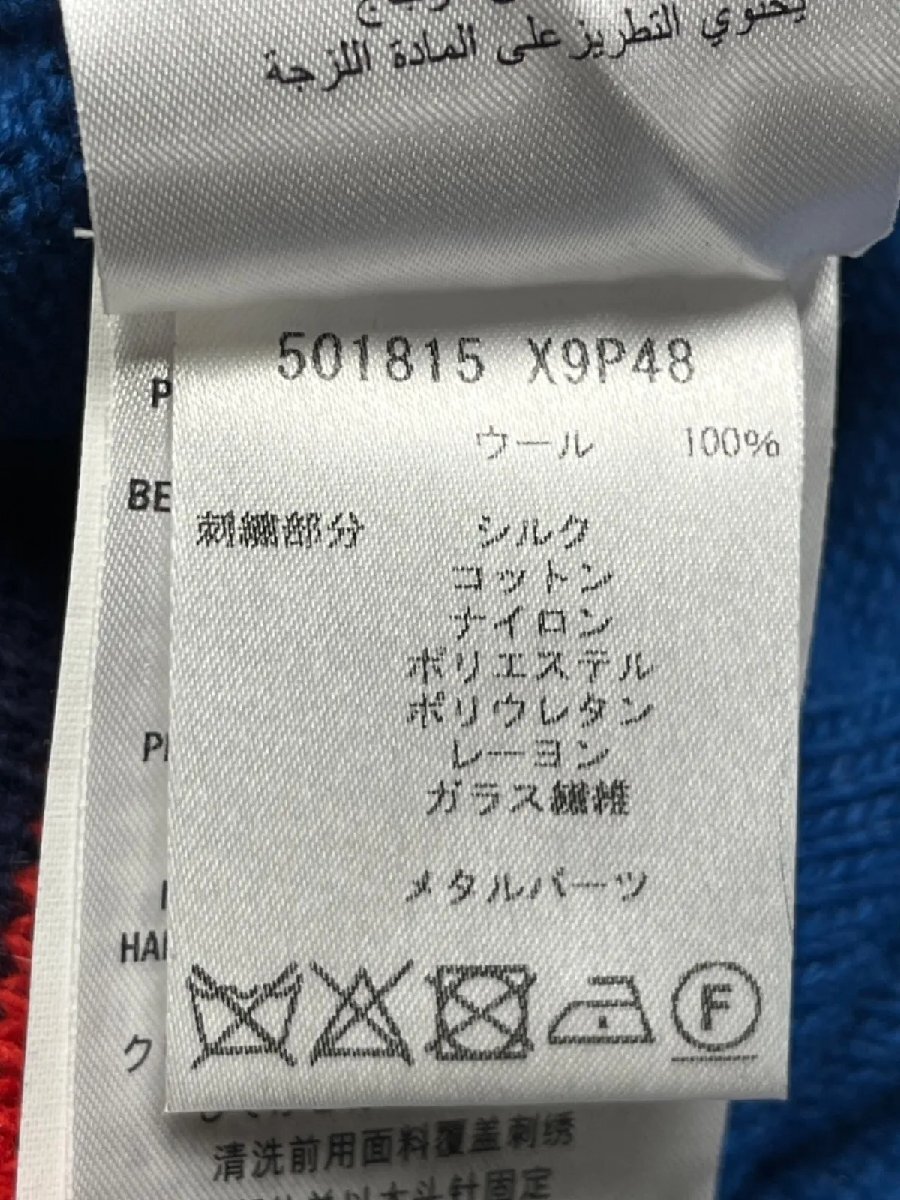 يحتوي التطريز على المادة اللزجة
501815 X9P48
ウール 100%
刺繍部分 シルク
コットン
ナイロン
ポリエステル
ポリウレタン
レーヨン
ガラス繊維
メタルパーツ
F
P
BE
P
HA
ク
清洗前用面料覆盖刺绣